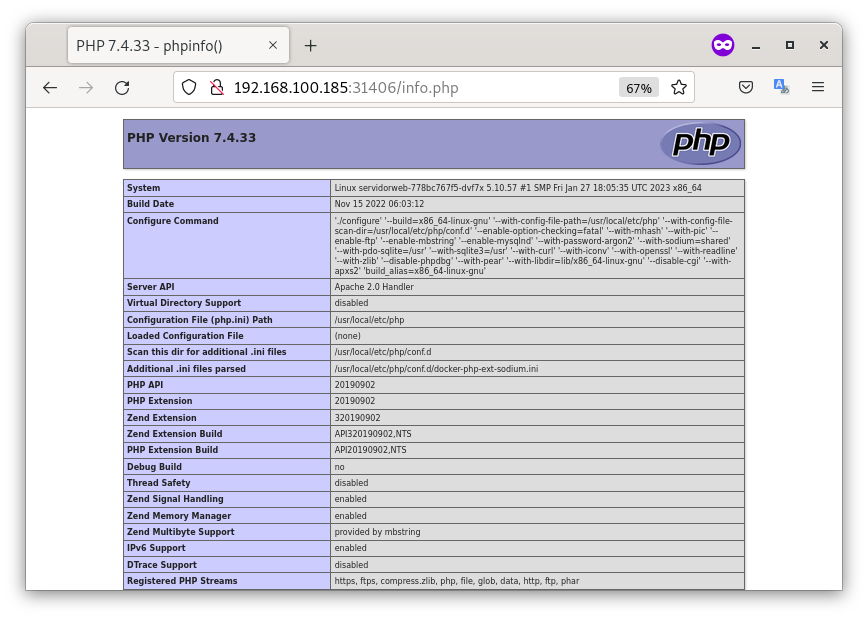 PHP 7.4.33 - phpinfo()
192.168.100.185:31406/info.php
67%
PHP Version 7.4.33
php
System Linux servidorweb-778bc767f5-dvf7x 5.10.57 #1 SMP Fri Jan 27 18:05:35 UTC 2023 x86_64
Build Date Nov 15 2022 06:03:12
Configure Command './configure' '--build=x86_64-linux-gnu' '--with-config-file-path=/usr/local/etc/php' '--with-config-file-
scan-dir=/usr/local/etc/php/conf.d' '--enable-option-checking=fatal' '--with-mhash' '--with-pic' '--
enable-ftp' '--enable-mbstring' '--enable-mysqlnd' '--with-password-argon2' '--with-sodium=shared'
'--with-pdo-sqlite=/usr' '--with-sqlite3=/usr' '--with-curl' '--with-iconv' '--with-openssl' '--with-readline'
'--with-zlib' '--disable-phpdbg' '--with-pear' '--with-libdir=lib/x86_64-linux-gnu' '--disable-cgi' '--with-
apxs2' 'build_alias=x86_64-linux-gnu'
Server API Apache 2.0 Handler
Virtual Directory Support disabled
Configuration File (php.ini) Path /usr/local/etc/php
Loaded Configuration File (none)
Scan this dir for additional .ini files /usr/local/etc/php/conf.d
Additional .ini files parsed /usr/local/etc/php/conf.d/docker-php-ext-sodium.ini
PHP API 20190902
PHP Extension 20190902
Zend Extension 320190902
Zend Extension Build API320190902,NTS
PHP Extension Build API20190902,NTS
Debug Build no
Thread Safety disabled
Zend Signal Handling enabled
Zend Memory Manager enabled
Zend Multibyte Support provided by mbstring
IPv6 Support enabled
DTrace Support disabled
Registered PHP Streams https, ftps, compress.zlib, php, file, glob, data, http, ftp, phar